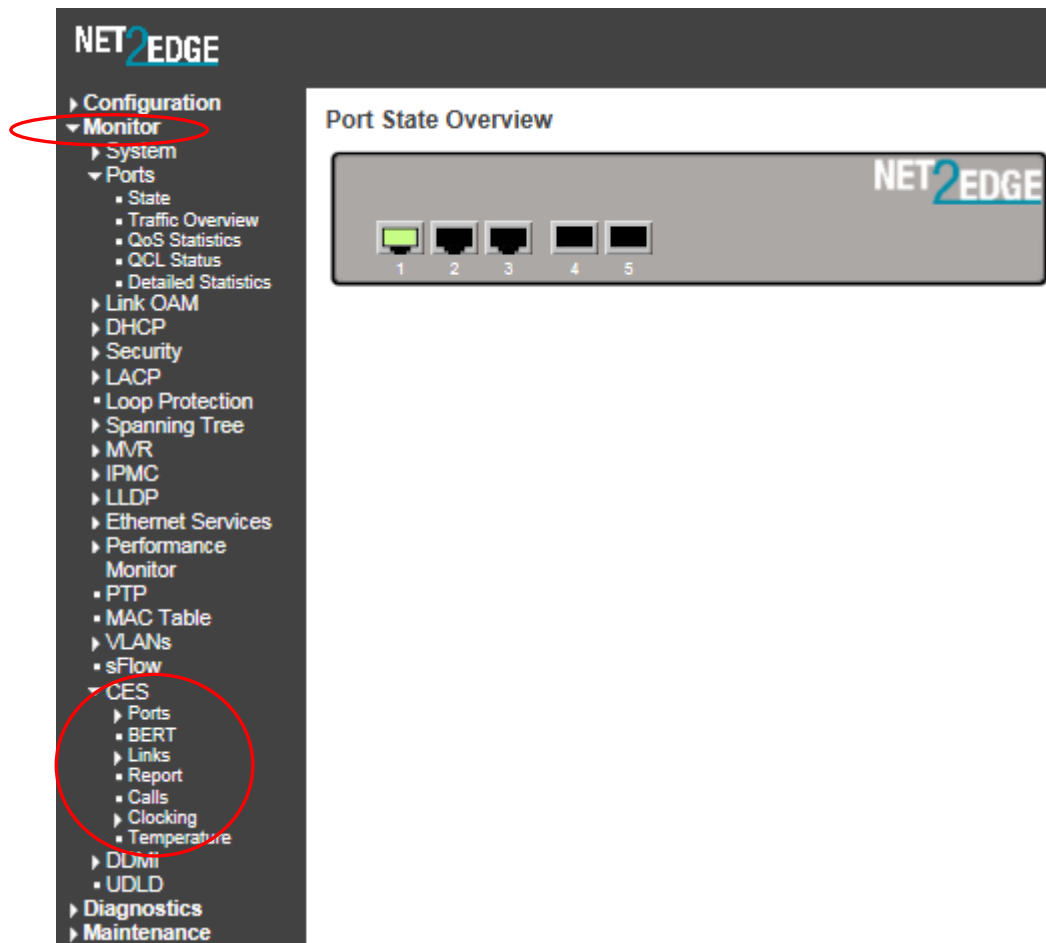 NET2EDGE
Configuration
Monitor
System
Ports
State
Traffic Overview
QoS Statistics
QCL Status
Detailed Statistics
Link OAM
DHCP
Security
LACP
Loop Protection
Spanning Tree
MVR
IPMC
LLDP
Ethernet Services
Performance
Monitor
PTP
MAC Table
VLANs
sFlow
CES
Ports
BERT
Links
Report
Calls
Clocking
Temperature
DDMI
UDLD
Diagnostics
Maintenance
Port State Overview
NET2EDGE
1 2 3 4 5